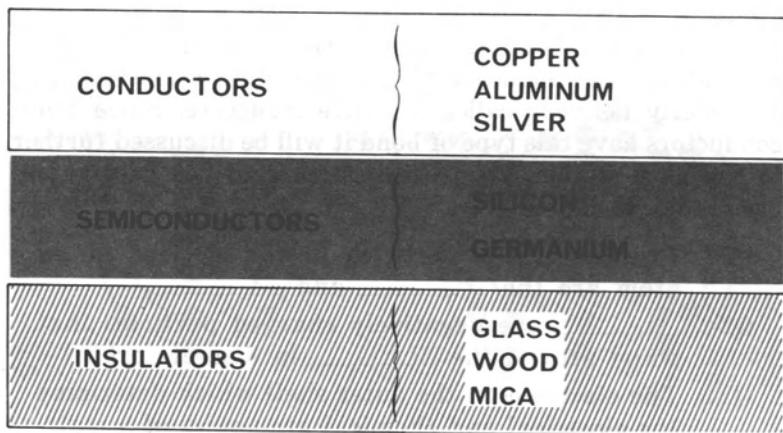 CONDUCTORS
COPPER
ALUMINUM
SILVER
SEMICONDUCTORS
SILICON
GERMANIUM
INSULATORS
GLASS
WOOD
MICA